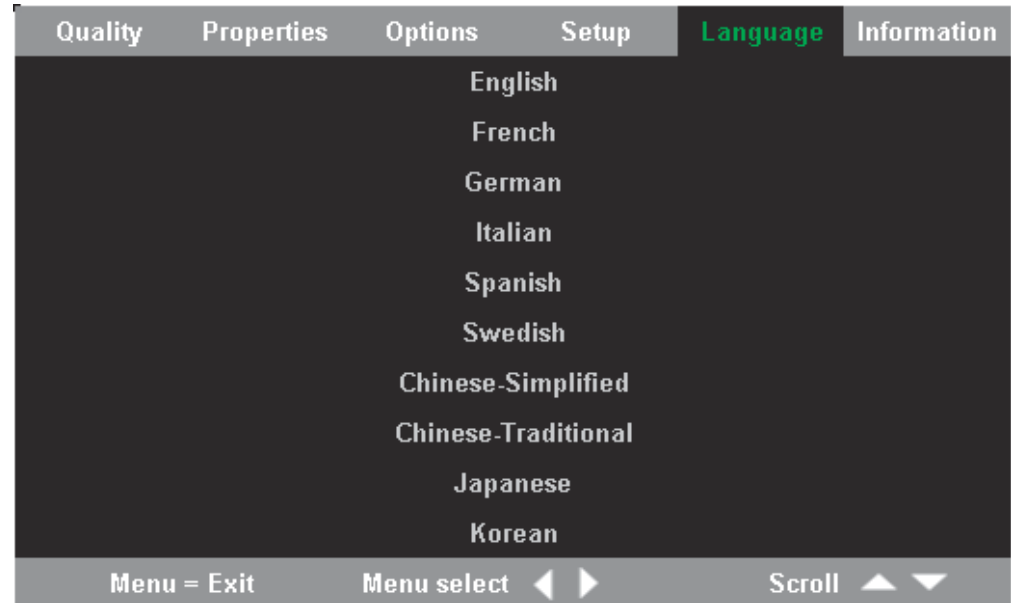 Quality Properties Options Setup Language Information
English
French
German
Italian
Spanish
Swedish
Chinese-Simplified
Chinese-Traditional
Japanese
Korean
Menu = Exit Menu select Scroll